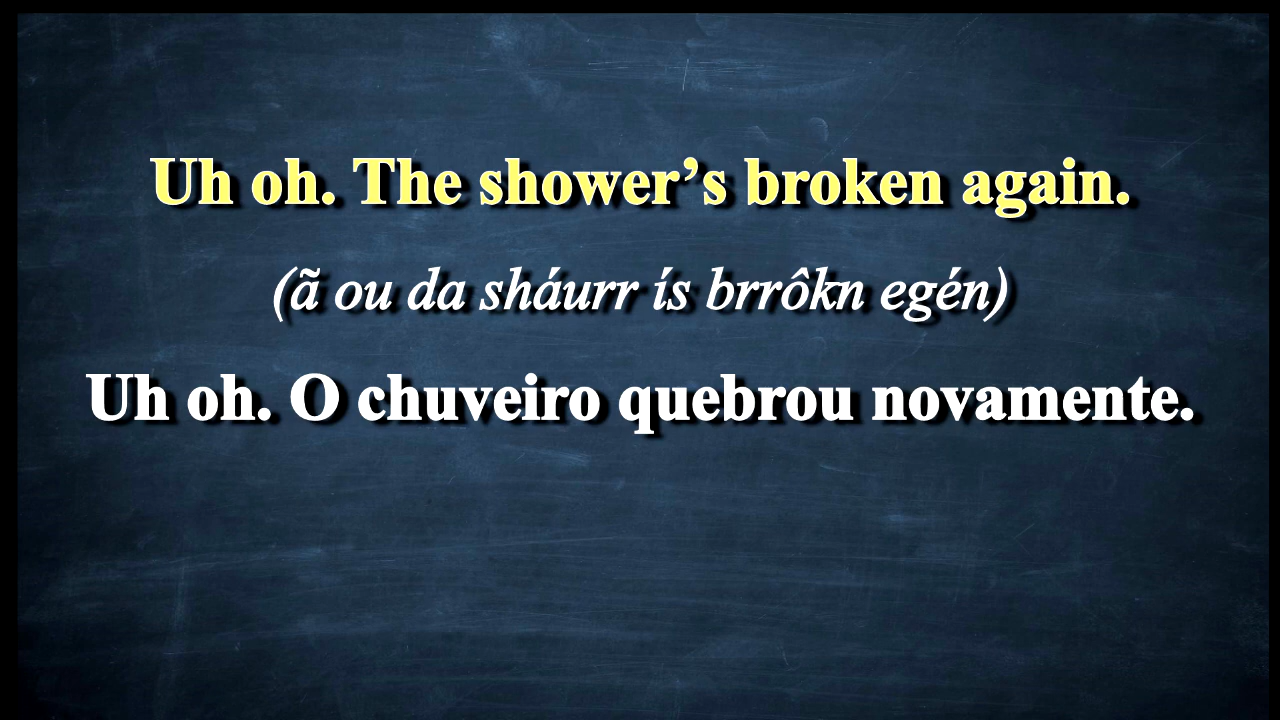 Uh oh. The shower’s broken again.
(ã ou da sháurr ís brrôkn egén)
Uh oh. O chuveiro quebrou novamente.